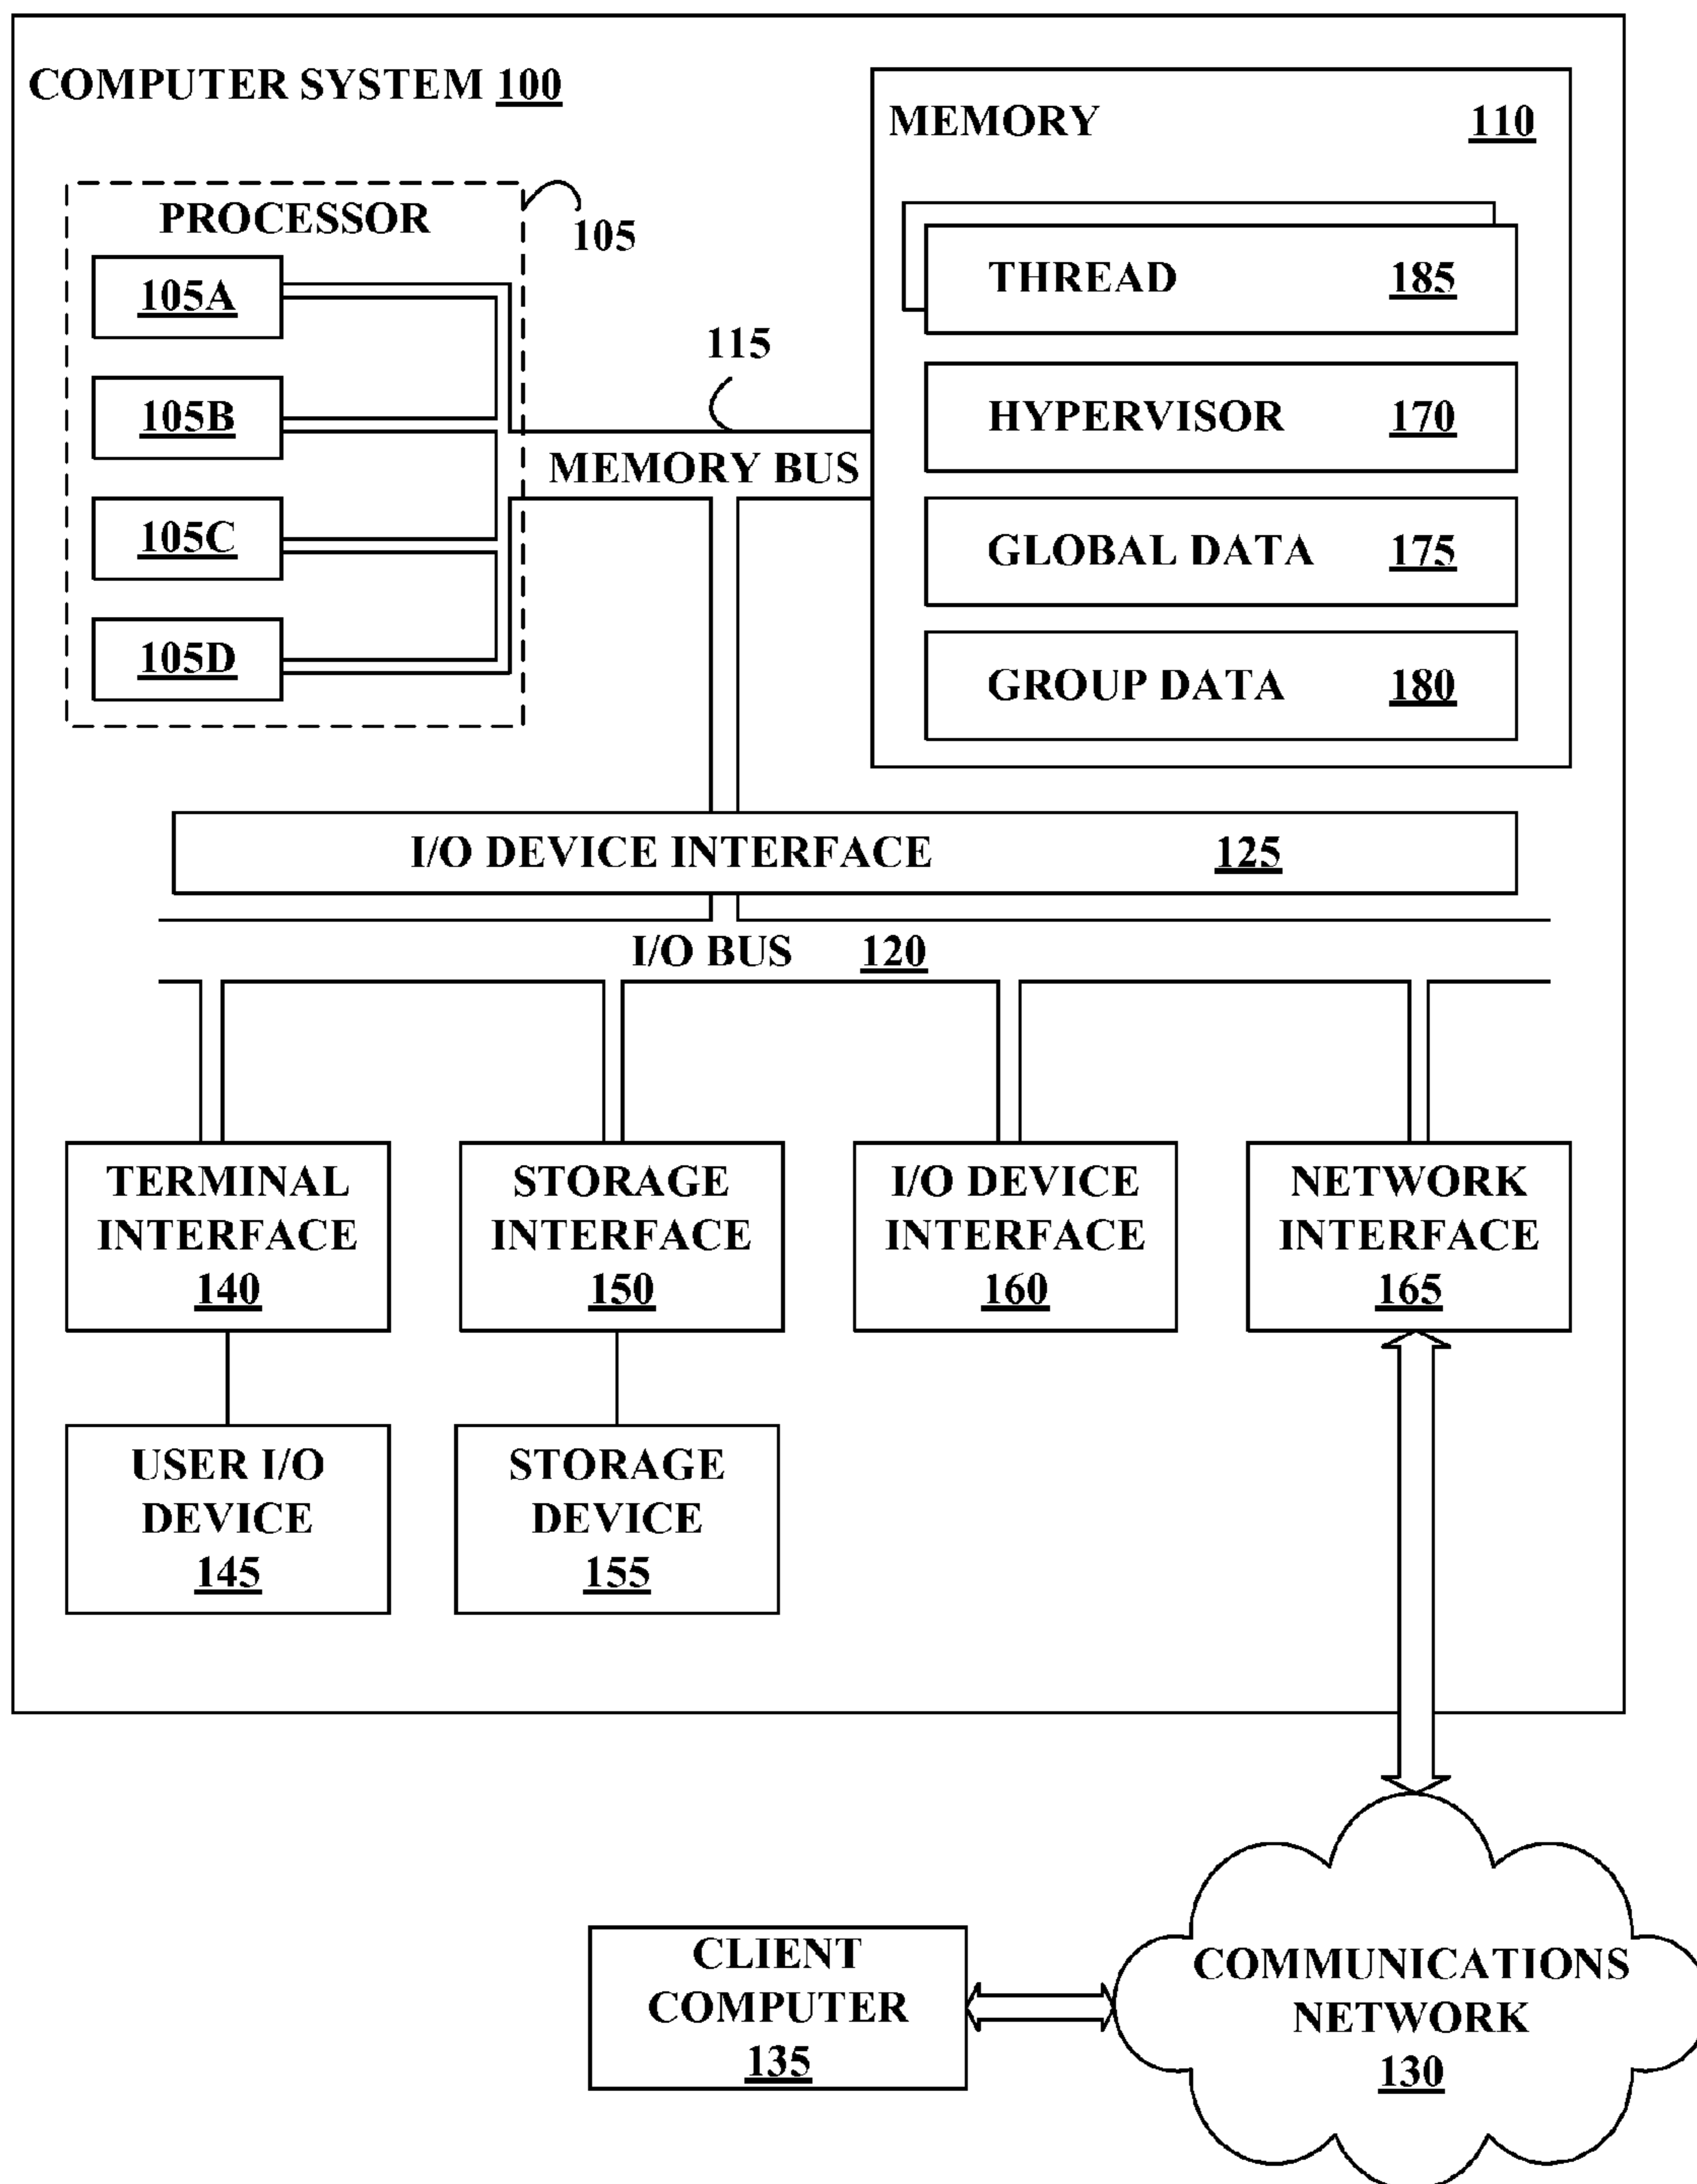 COMPUTER SYSTEM 100
PROCESSOR
105
105A
105B
105C
105D
115
MEMORY BUS
MEMORY 110
THREAD 185
HYPERVISOR 170
GLOBAL DATA 175
GROUP DATA 180
I/O DEVICE INTERFACE 125
I/O BUS 120
TERMINAL
INTERFACE
140
STORAGE
INTERFACE
150
I/O DEVICE
INTERFACE
160
NETWORK
INTERFACE
165
USER I/O
DEVICE
145
STORAGE
DEVICE
155
CLIENT
COMPUTER
135
COMMUNICATIONS
NETWORK
130